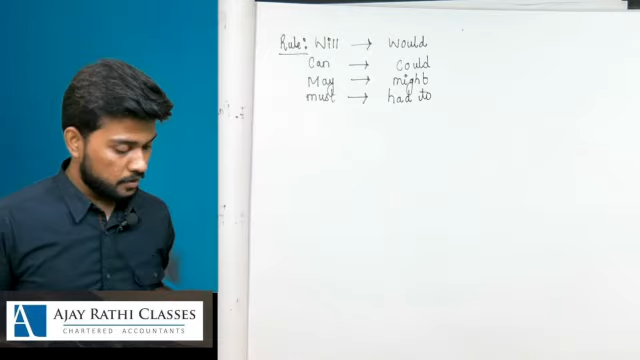 Rule: Will → Would
Can → Could
May → might
must → had to
AJAY RATHI CLASSES
CHARTERED ACCOUNTANTS